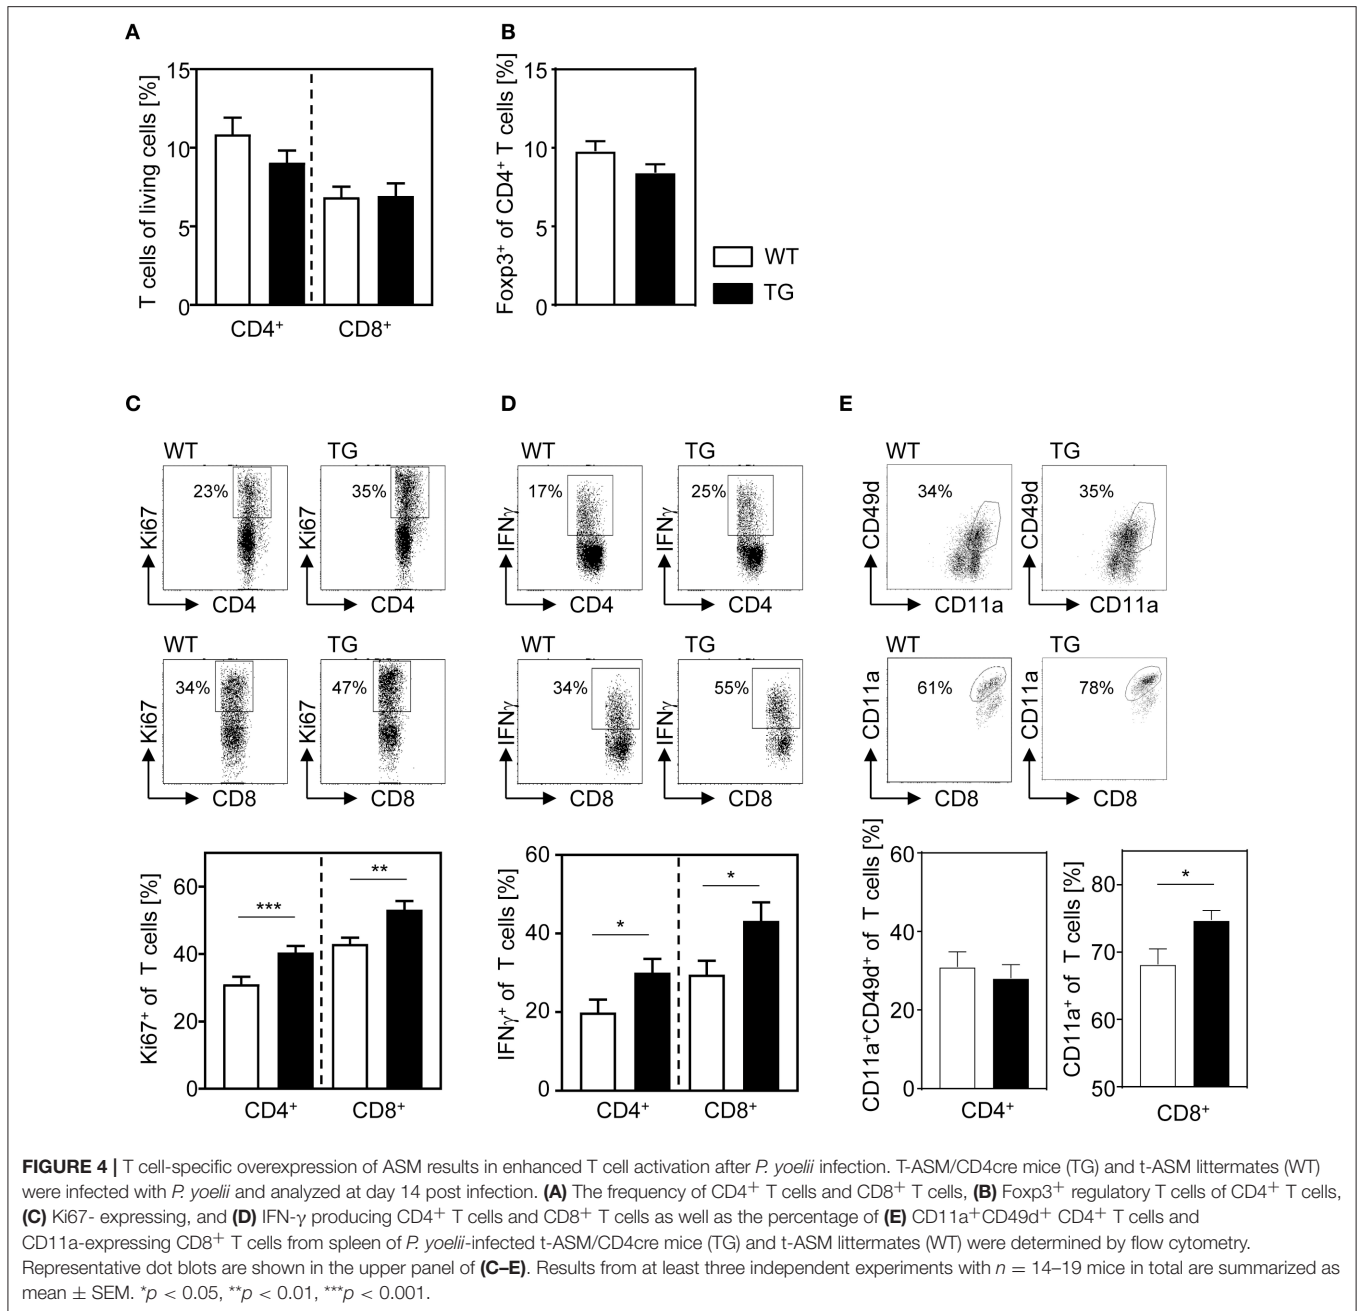 A
B
T cells of living cells [%]
15
10
5
0
CD4⁺
CD8⁺
Foxp3⁺ of CD4⁺ T cells [%]
15
10
5
0
WT
TG
C
D
E
WT
TG
WT
TG
WT
TG
Ki67
23%
CD4
Ki67
35%
CD4
IFNγ
17%
CD4
IFNγ
25%
CD4
CD49d
34%
CD11a
CD49d
35%
CD11a
WT
TG
WT
TG
WT
TG
Ki67
34%
CD8
Ki67
47%
CD8
IFNγ
34%
CD8
IFNγ
55%
CD8
CD11a
61%
CD8
CD11a
78%
CD8
Ki67⁺ of T cells [%]
60
40
20
0
***
**
CD4⁺
CD8⁺
IFNγ⁺ of T cells [%]
60
40
20
0
*
*
CD4⁺
CD8⁺
CD11a⁺CD49d⁺ of T cells [%]
60
40
20
0
CD4⁺
CD11a⁺ of T cells [%]
80
70
60
50
*
CD8⁺
FIGURE 4 | T cell-specific overexpression of ASM results in enhanced T cell activation after P. yoelii infection. T-ASM/CD4cre mice (TG) and t-ASM littermates (WT)
were infected with P. yoelii and analyzed at day 14 post infection. (A) The frequency of CD4⁺ T cells and CD8⁺ T cells, (B) Foxp3⁺ regulatory T cells of CD4⁺ T cells,
(C) Ki67- expressing, and (D) IFN-γ producing CD4⁺ T cells and CD8⁺ T cells as well as the percentage of (E) CD11a⁺CD49d⁺ CD4⁺ T cells and
CD11a-expressing CD8⁺ T cells from spleen of P. yoelii-infected t-ASM/CD4cre mice (TG) and t-ASM littermates (WT) were determined by flow cytometry.
Representative dot blots are shown in the upper panel of (C–E). Results from at least three independent experiments with n = 14–19 mice in total are summarized as
mean ± SEM. *p < 0.05, **p < 0.01, ***p < 0.001.